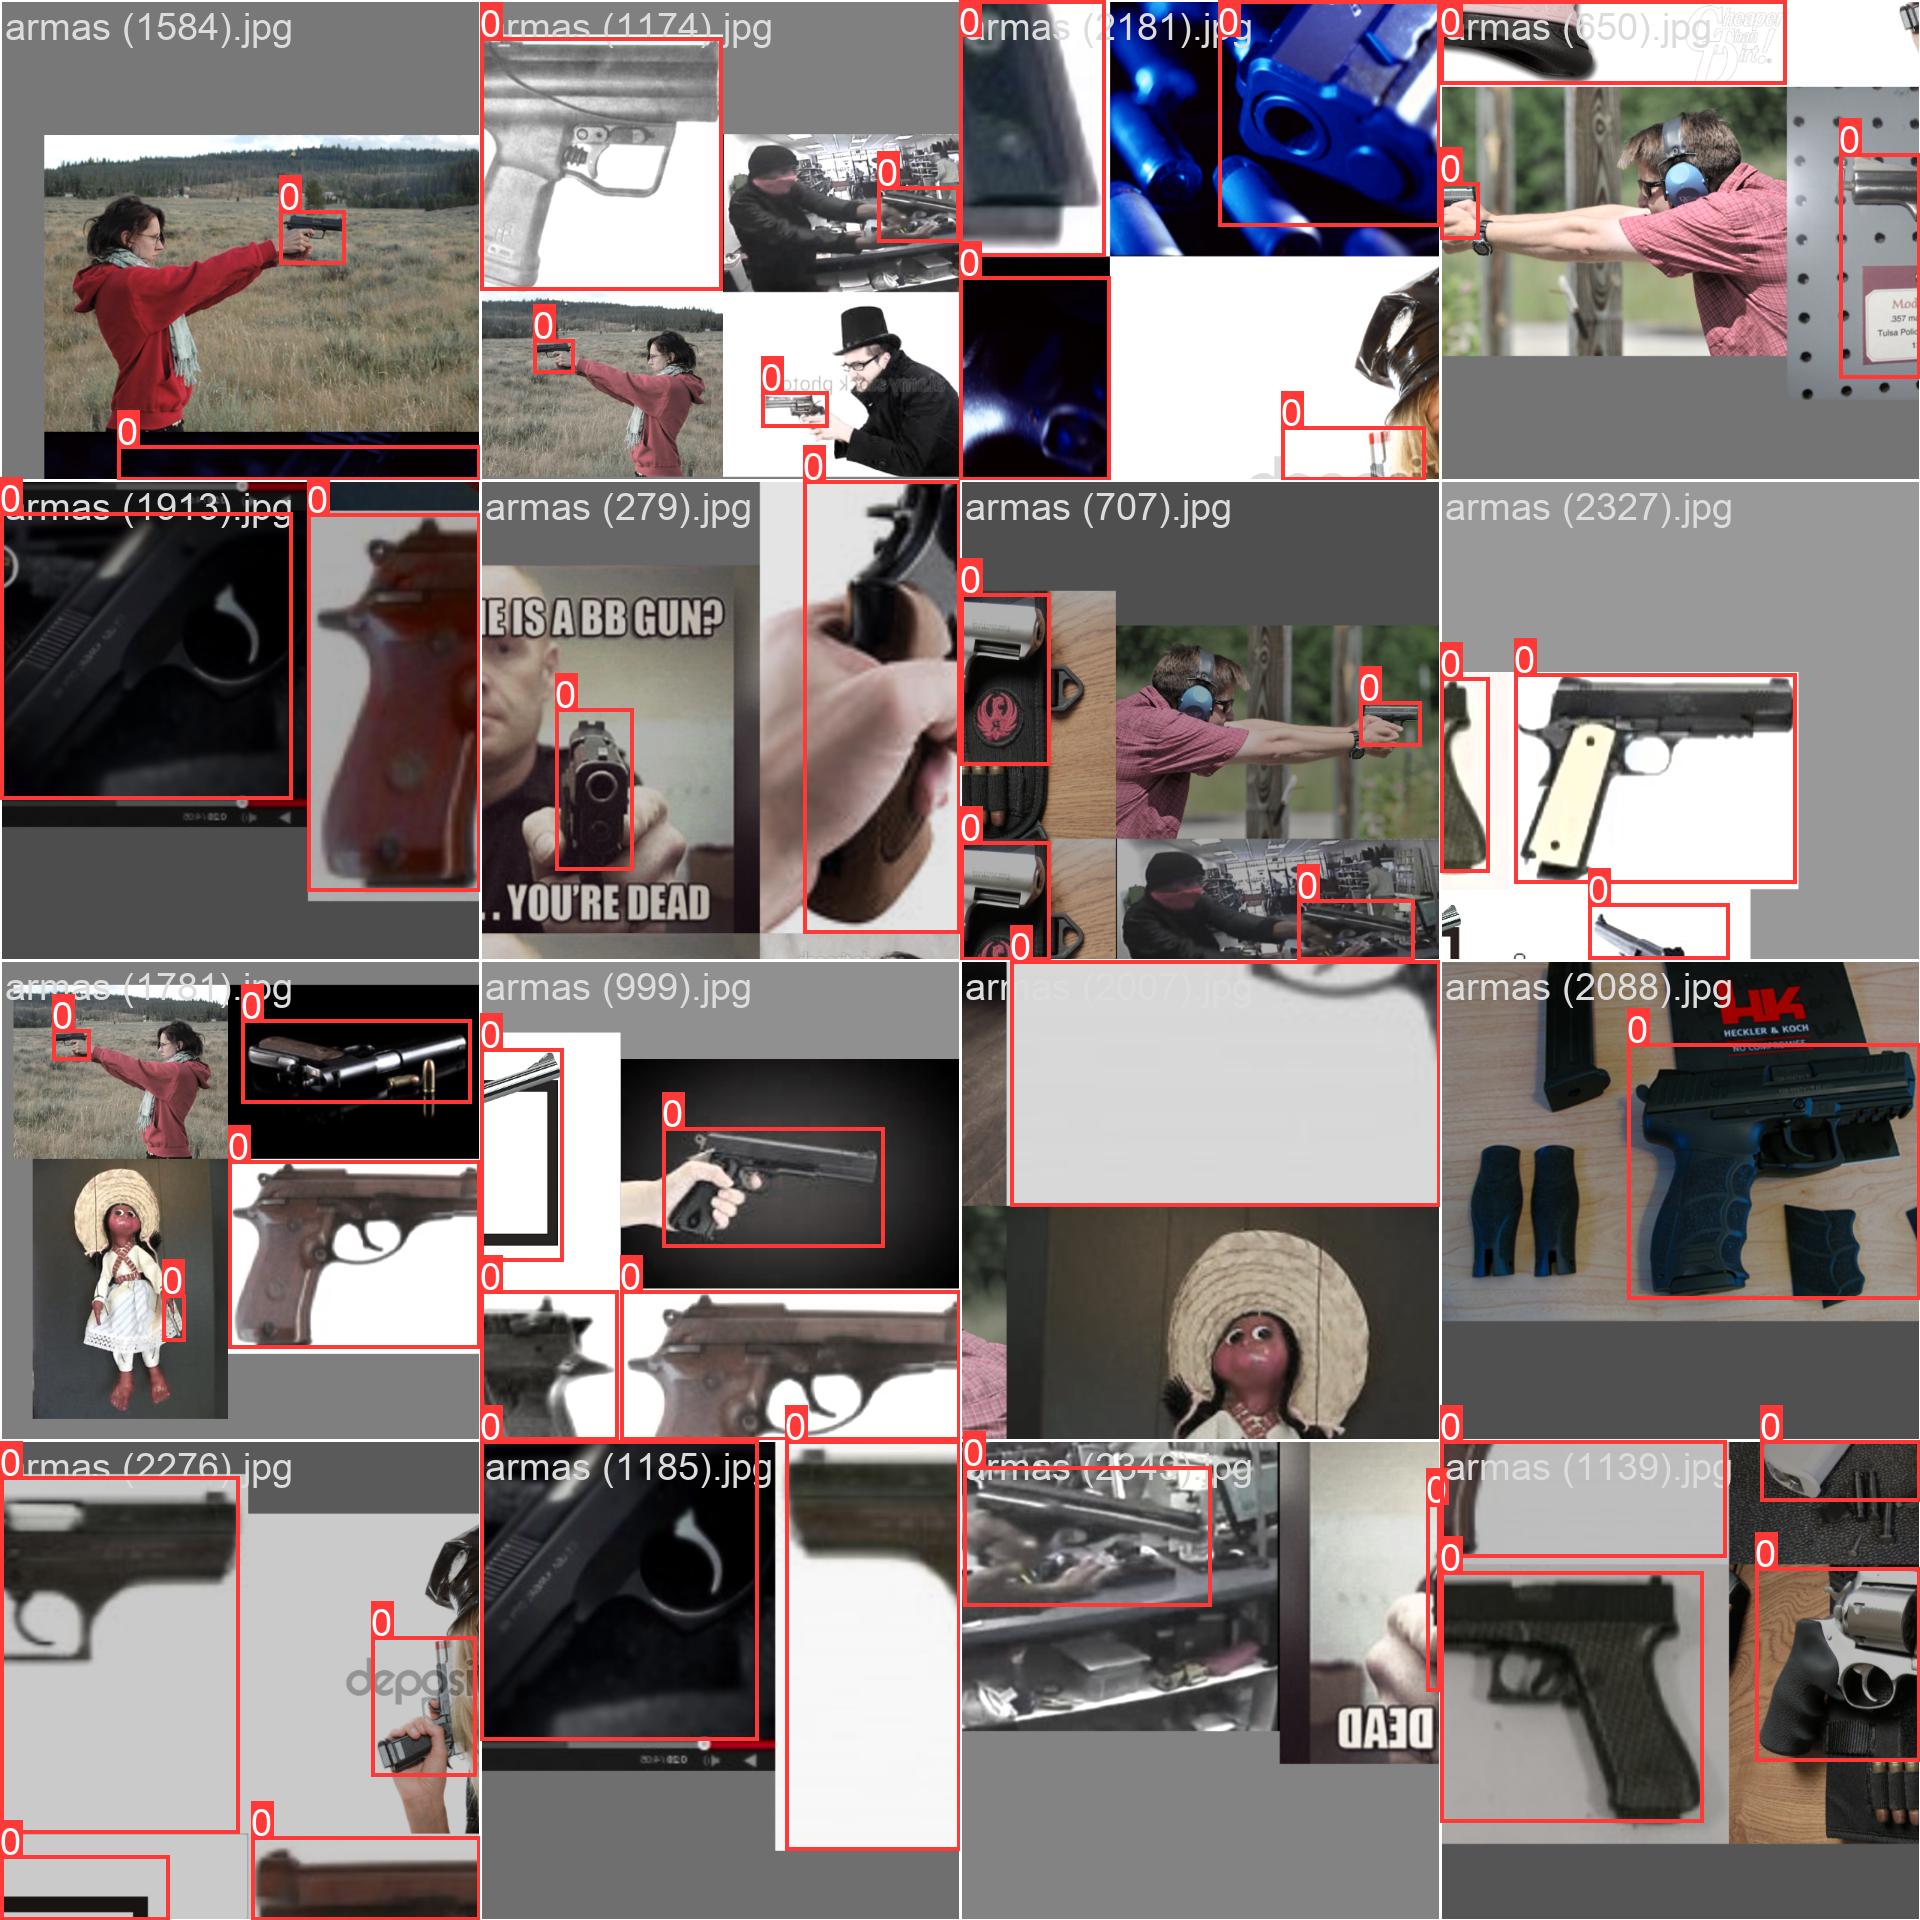 armas (1584).jpg
armas (1174).jpg
armas (2181).jpg
armas (650).jpg
0
0
0
0
0
0
0
0
0
0
0
0
0
0
Cheaper
Than
Dirt!
Mod
.357 ma
Tulsa Polic
armas (1913).jpg
armas (279).jpg
armas (707).jpg
armas (2327).jpg
0
0
0
0
0
0
0
0
0
0
0
IE IS A BB GUN?
. . YOU'RE DEAD
armas (1781).jpg
armas (999).jpg
armas (2007).jpg
armas (2088).jpg
0
0
0
0
0
0
0
0
0
HK
HECKLER & KOCH
NO COMPROMISE
armas (2276).jpg
armas (1185).jpg
armas (2349).jpg
armas (1139).jpg
0
0
0
0
0
0
0
0
0
0
0
0
deposi
DEAD